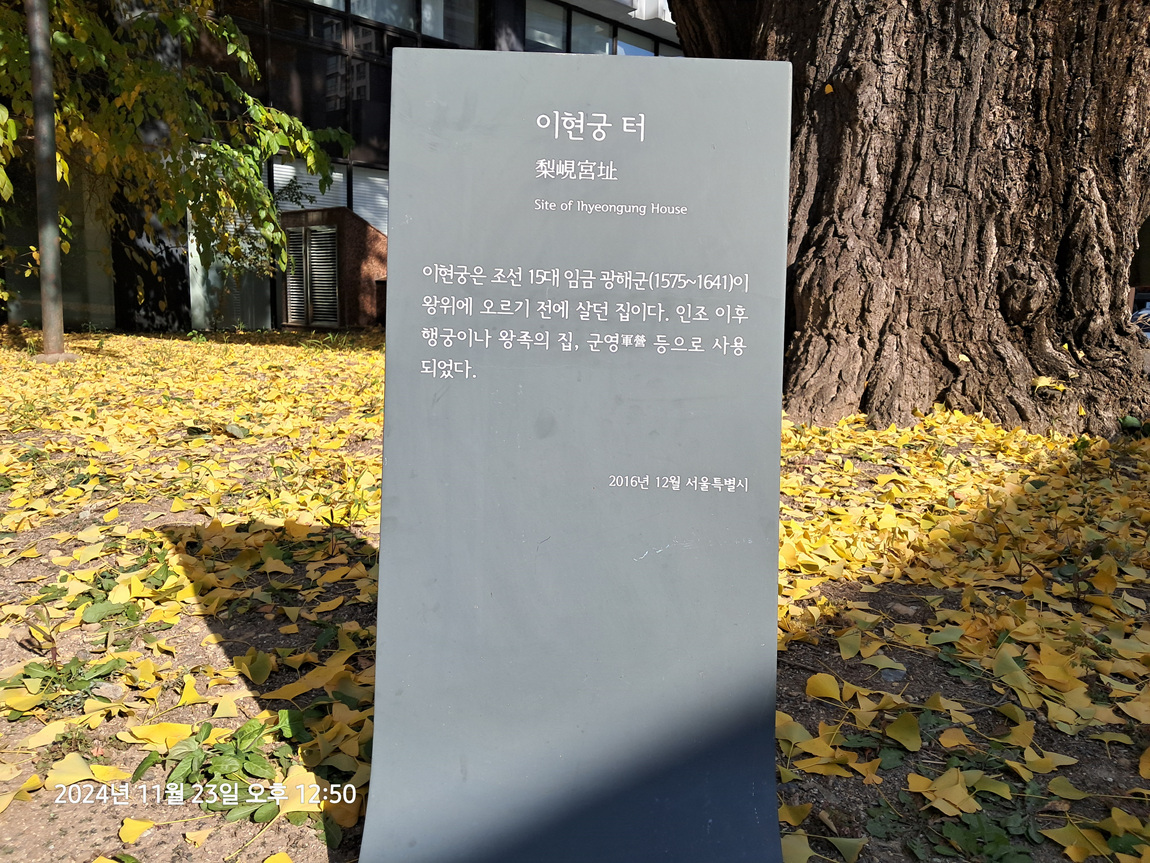 이현궁 터
梨峴宮址
Site of Ihyeongung House
이현궁은 조선 15대 임금 광해군(1575~1641)이
왕위에 오르기 전에 살던 집이다. 인조 이후
행궁이나 왕족의 집, 군영軍營 등으로 사용
되었다.
2016년 12월 서울특별시
2024년 11월 23일 오후 12:50